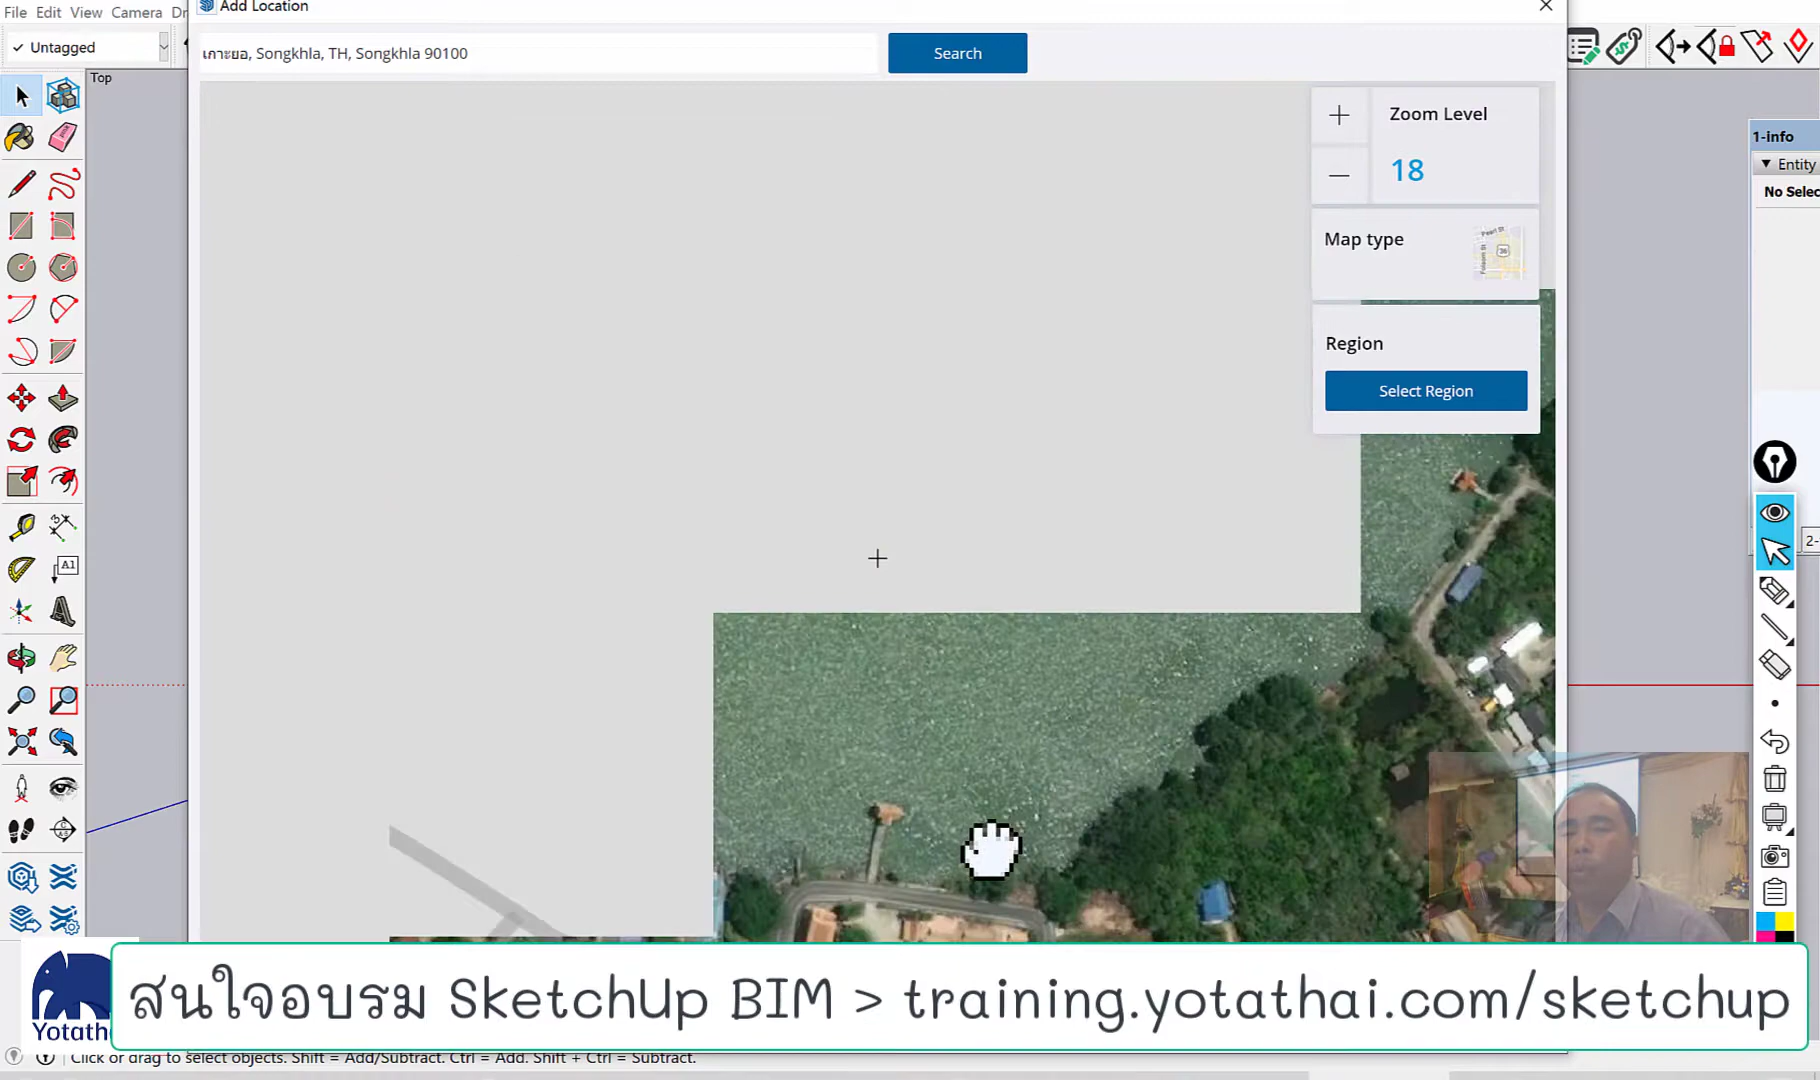 Add Location
File Edit View Camera
Untagged
เกาะยอ, Songkhla, TH, Songkhla 90100
Search
Top
Zoom Level
18
Map type
Region
Select Region
1-info
Entity
No Selec
A1
2-
Yotathai
สนใจอบรม SketchUp BIM > training.yotathai.com/sketchup
Click or drag to select objects. Shift = Add/Subtract. Ctrl = Add. Shift + Ctrl = Subtract.